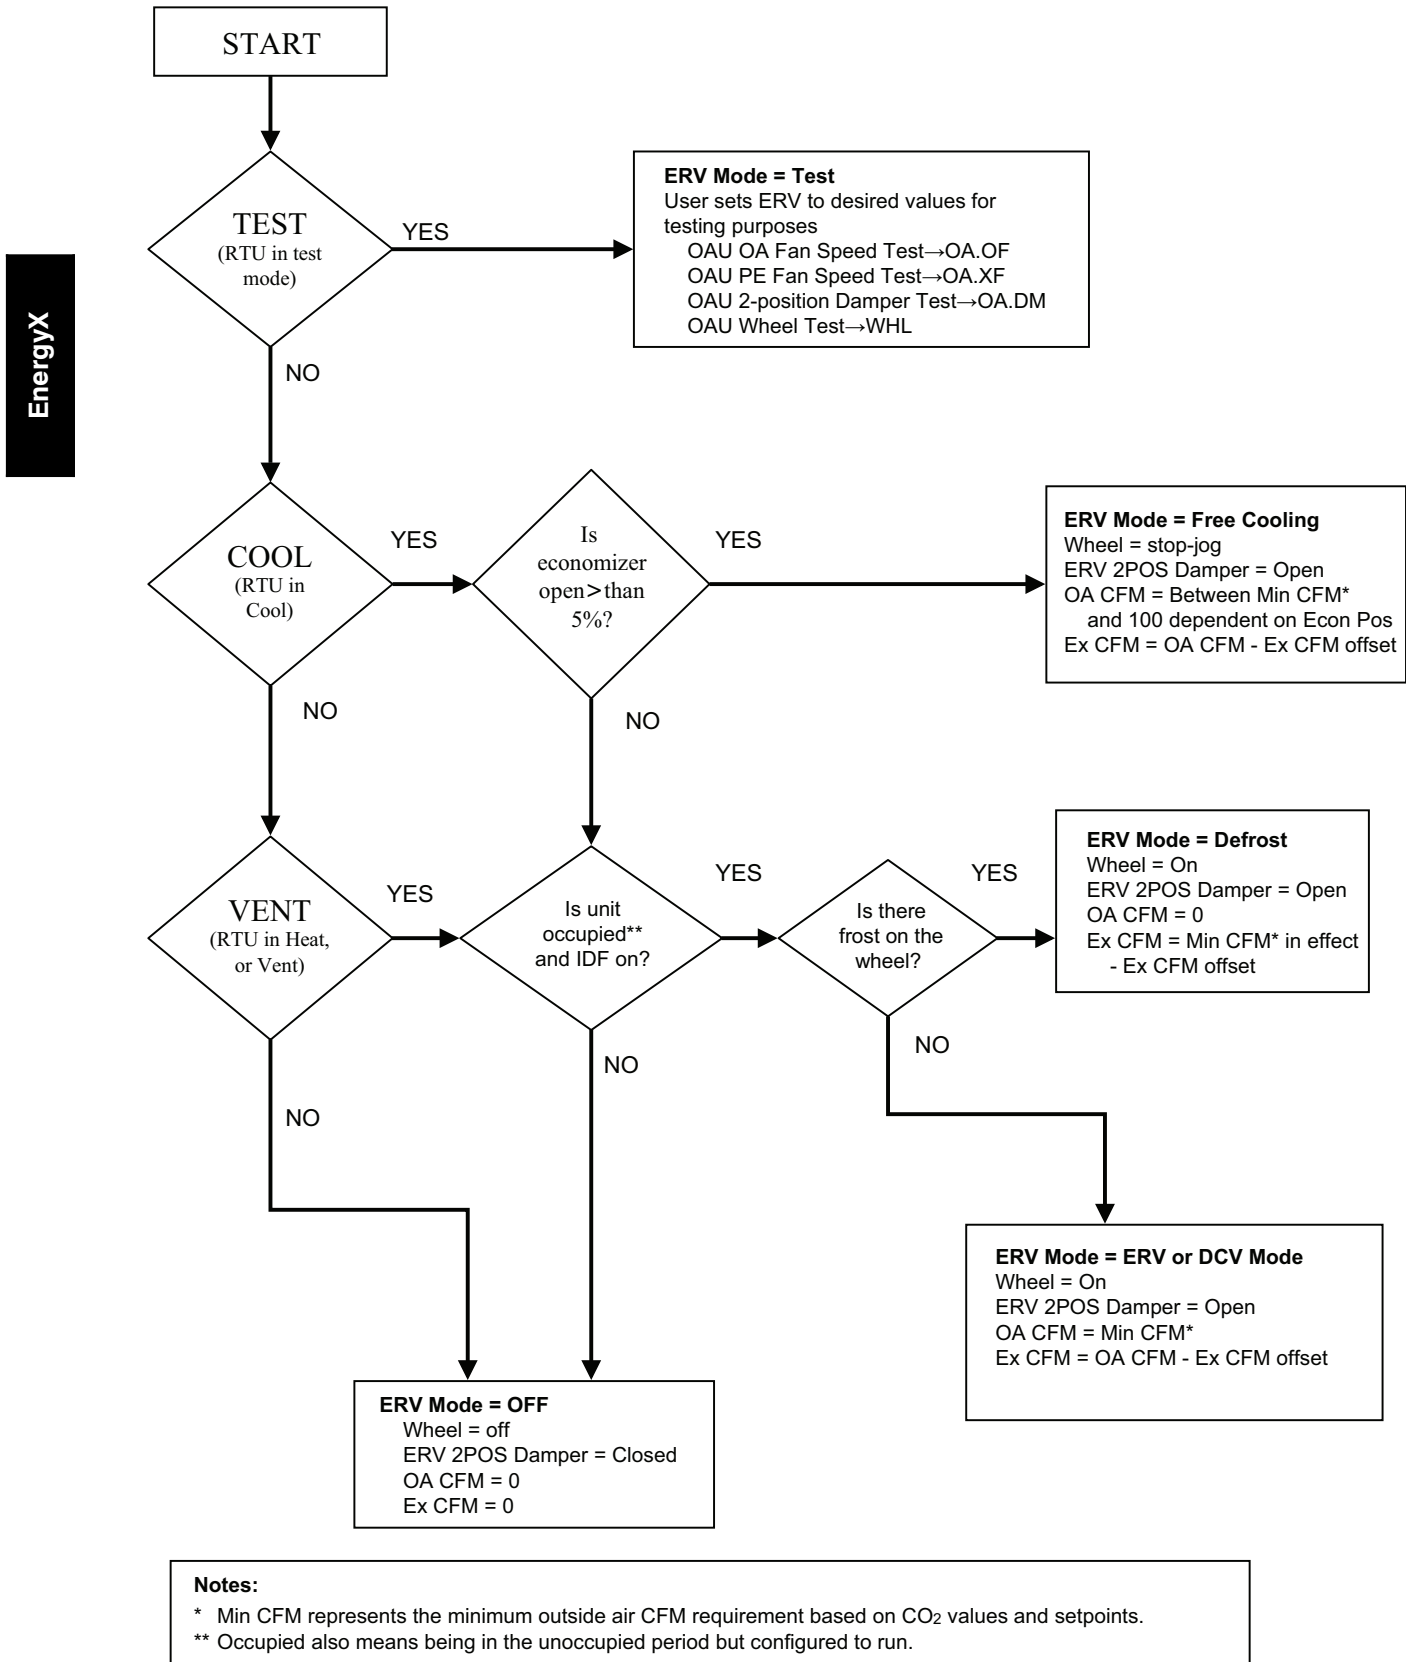 START
EnergyX
TEST
(RTU in test
mode)
YES
NO
ERV Mode = Test
User sets ERV to desired values for
testing purposes
OAU OA Fan Speed Test→OA.OF
OAU PE Fan Speed Test→OA.XF
OAU 2-position Damper Test→OA.DM
OAU Wheel Test→WHL
COOL
(RTU in
Cool)
YES
NO
Is
economizer
open>than
5%?
YES
NO
ERV Mode = Free Cooling
Wheel = stop-jog
ERV 2POS Damper = Open
OA CFM = Between Min CFM*
and 100 dependent on Econ Pos
Ex CFM = OA CFM - Ex CFM offset
VENT
(RTU in Heat,
or Vent)
YES
NO
Is unit
occupied**
and IDF on?
YES
NO
Is there
frost on the
wheel?
YES
NO
ERV Mode = Defrost
Wheel = On
ERV 2POS Damper = Open
OA CFM = 0
Ex CFM = Min CFM* in effect
- Ex CFM offset
ERV Mode = ERV or DCV Mode
Wheel = On
ERV 2POS Damper = Open
OA CFM = Min CFM*
Ex CFM = OA CFM - Ex CFM offset
ERV Mode = OFF
Wheel = off
ERV 2POS Damper = Closed
OA CFM = 0
Ex CFM = 0
Notes:
* Min CFM represents the minimum outside air CFM requirement based on CO2 values and setpoints.
** Occupied also means being in the unoccupied period but configured to run.